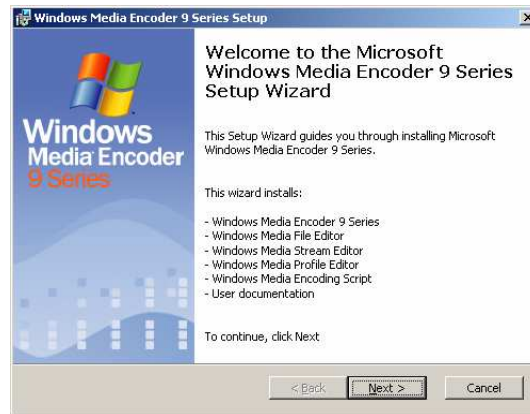 Windows Media Encoder 9 Series Setup
Welcome to the Microsoft
Windows Media Encoder 9 Series
Setup Wizard
Windows
Media Encoder
9 Series
This Setup Wizard guides you through installing Microsoft
Windows Media Encoder 9 Series.
This wizard installs:
- Windows Media Encoder 9 Series
- Windows Media File Editor
- Windows Media Stream Editor
- Windows Media Profile Editor
- Windows Media Encoding Script
- User documentation
To continue, click Next
< Back
Next >
Cancel